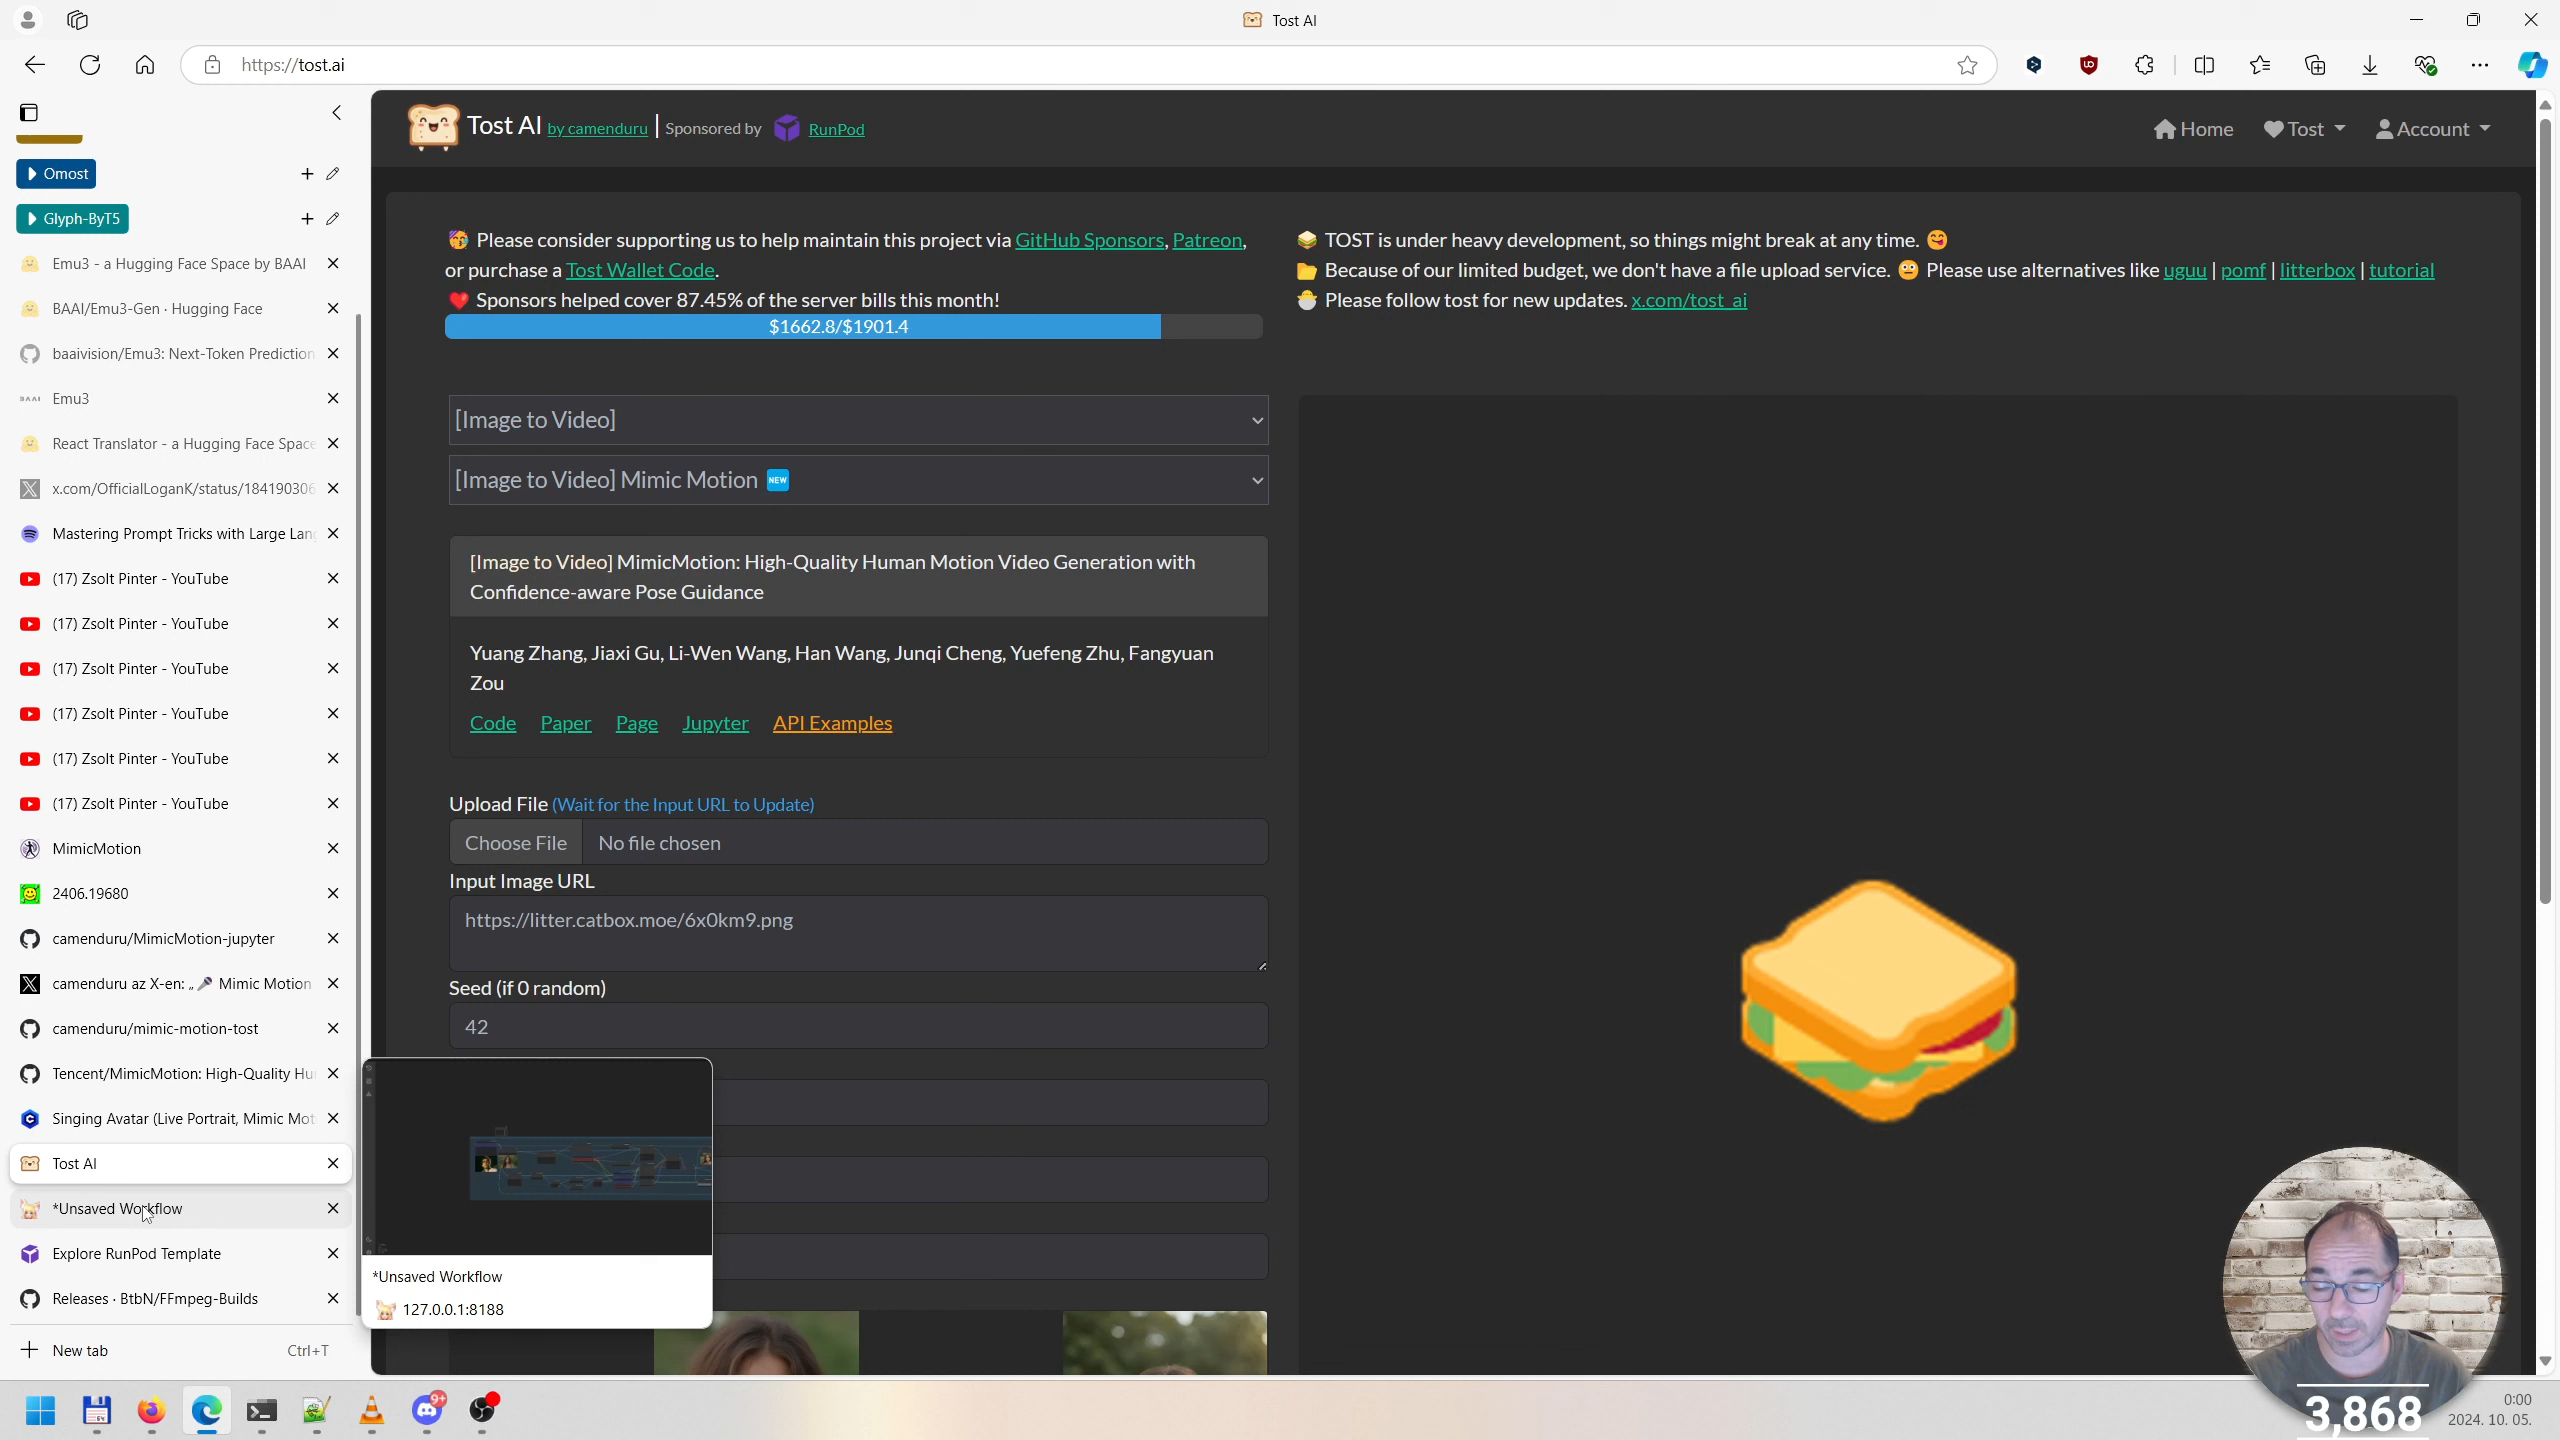 Tost AI
https://tost.ai
Omost
Glyph-ByT5
Emu3 - a Hugging Face Space by BAAI
BAAI/Emu3-Gen · Hugging Face
baaivision/Emu3: Next-Token Prediction
Emu3
React Translator - a Hugging Face Space
x.com/OfficialLoganK/status/184190306
Mastering Prompt Tricks with Large Lan
(17) Zsolt Pinter - YouTube
(17) Zsolt Pinter - YouTube
(17) Zsolt Pinter - YouTube
(17) Zsolt Pinter - YouTube
(17) Zsolt Pinter - YouTube
(17) Zsolt Pinter - YouTube
MimicMotion
2406.19680
camenduru/MimicMotion-jupyter
camenduru az X-en: „🎤 Mimic Motion
camenduru/mimic-motion-tost
Tencent/MimicMotion: High-Quality Hu
Singing Avatar (Live Portrait, Mimic Mot
Tost AI
*Unsaved Workflow
Explore RunPod Template
Releases · BtbN/FFmpeg-Builds
New tab Ctrl+T
Tost AI by camenduru | Sponsored by RunPod
Home Tost Account
🥳 Please consider supporting us to help maintain this project via GitHub Sponsors, Patreon,
or purchase a Tost Wallet Code.
❤️ Sponsors helped cover 87.45% of the server bills this month!
$1662.8/$1901.4
🥪 TOST is under heavy development, so things might break at any time. 😋
📂 Because of our limited budget, we don't have a file upload service. 😐 Please use alternatives like uguu | pomf | litterbox | tutorial
🐣 Please follow tost for new updates. x.com/tost_ai
[Image to Video]
[Image to Video] Mimic Motion 🆕
[Image to Video] MimicMotion: High-Quality Human Motion Video Generation with
Confidence-aware Pose Guidance
Yuang Zhang, Jiaxi Gu, Li-Wen Wang, Han Wang, Junqi Cheng, Yuefeng Zhu, Fangyuan
Zou
Code Paper Page Jupyter API Examples
Upload File (Wait for the Input URL to Update)
Choose File No file chosen
Input Image URL
https://litter.catbox.moe/6x0km9.png
Seed (if 0 random)
42
*Unsaved Workflow
127.0.0.1:8188
9+
3,868
0:00
2024. 10. 05.